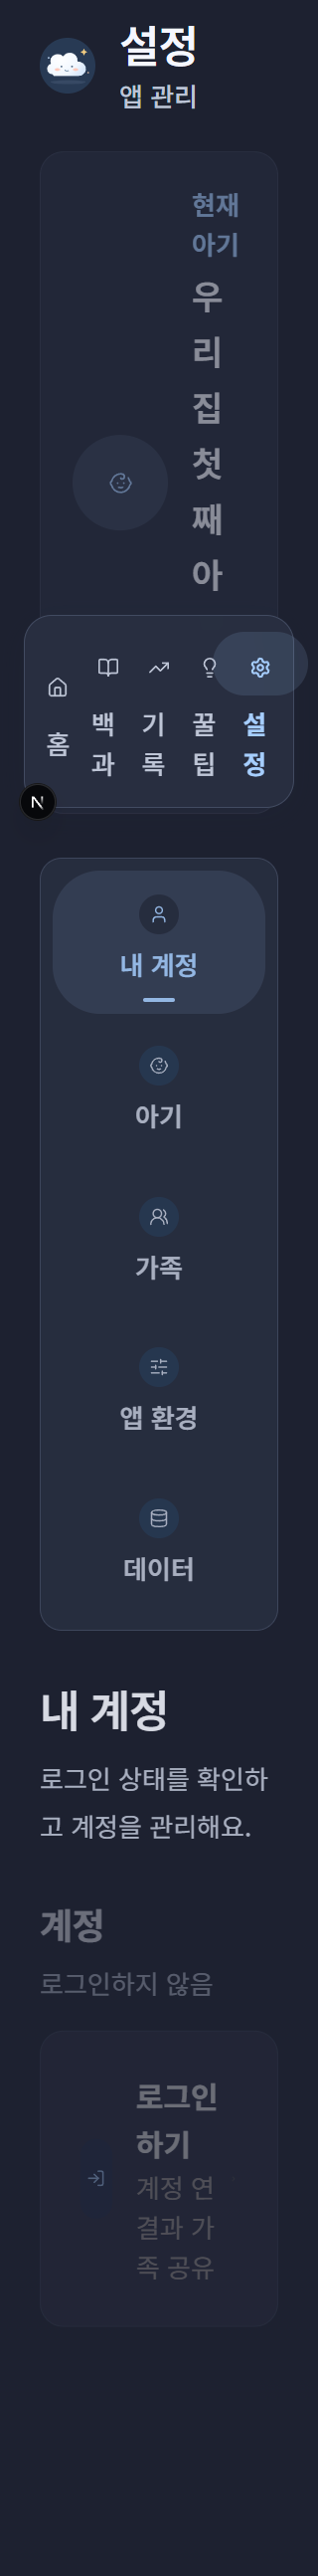 설정
앱 관리
현재
아기
우
리
집
첫
째
아
홈
백
과
기
록
꿀
팁
설
정
N
내 계정
아기
가족
앱 환경
데이터
내 계정
로그인 상태를 확인하
고 계정을 관리해요.
계정
로그인하지 않음
로그인
하기
계정 연
결과 가
족 공유